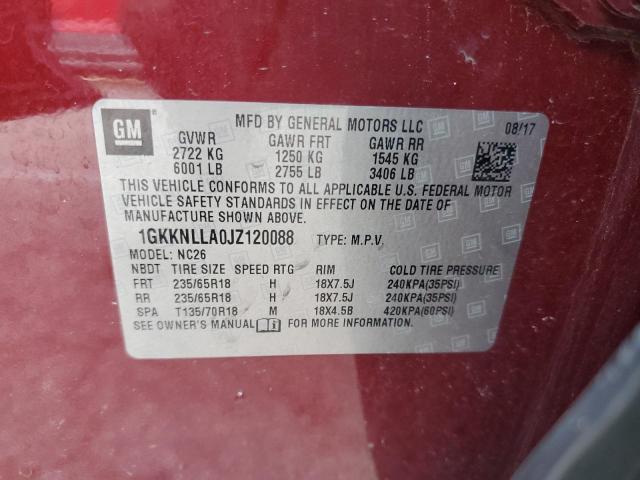 GM
MFD BY GENERAL MOTORS LLC 08/17
GVWR GAWR FRT GAWR RR
2722 KG 1250 KG 1545 KG
6001 LB 2755 LB 3406 LB
THIS VEHICLE CONFORMS TO ALL APPLICABLE U.S. FEDERAL MOTOR
VEHICLE SAFETY STANDARDS IN EFFECT ON THE DATE OF
MANUFACTURE SHOWN ABOVE.
1GKKNLLA0JZ120088 TYPE: M.P.V.
MODEL: NC26
NBDT TIRE SIZE SPEED RTG RIM COLD TIRE PRESSURE
FRT 235/65R18 H 18X7.5J 240KPA(35PSI)
RR 235/65R18 H 18X7.5J 240KPA(35PSI)
SPA T135/70R18 M 18X4.5B 420KPA(60PSI)
SEE OWNER'S MANUAL FOR MORE INFORMATION.